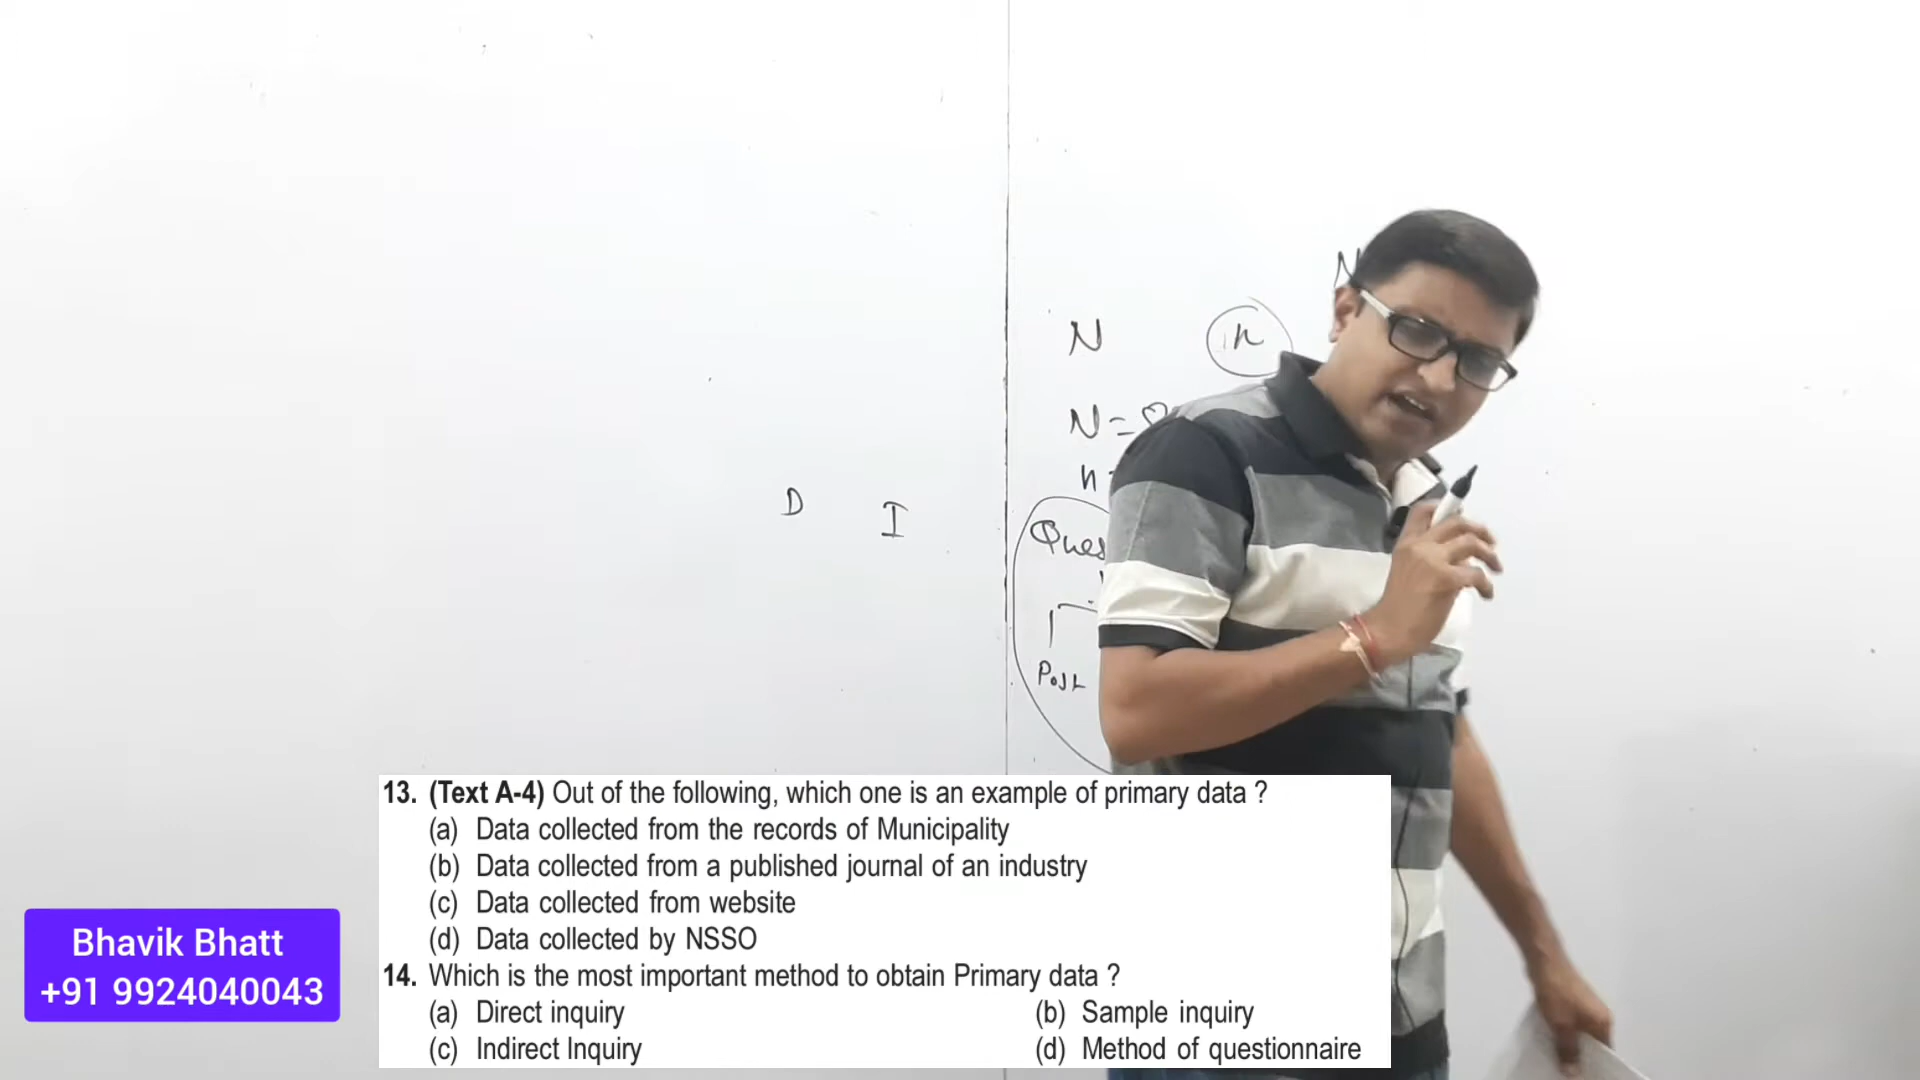 N
n
N
N =
n
D I
Ques
Post
13. (Text A-4) Out of the following, which one is an example of primary data ?
(a) Data collected from the records of Municipality
(b) Data collected from a published journal of an industry
(c) Data collected from website
(d) Data collected by NSSO
14. Which is the most important method to obtain Primary data ?
(a) Direct inquiry (b) Sample inquiry
(c) Indirect Inquiry (d) Method of questionnaire
Bhavik Bhatt
+91 9924040043